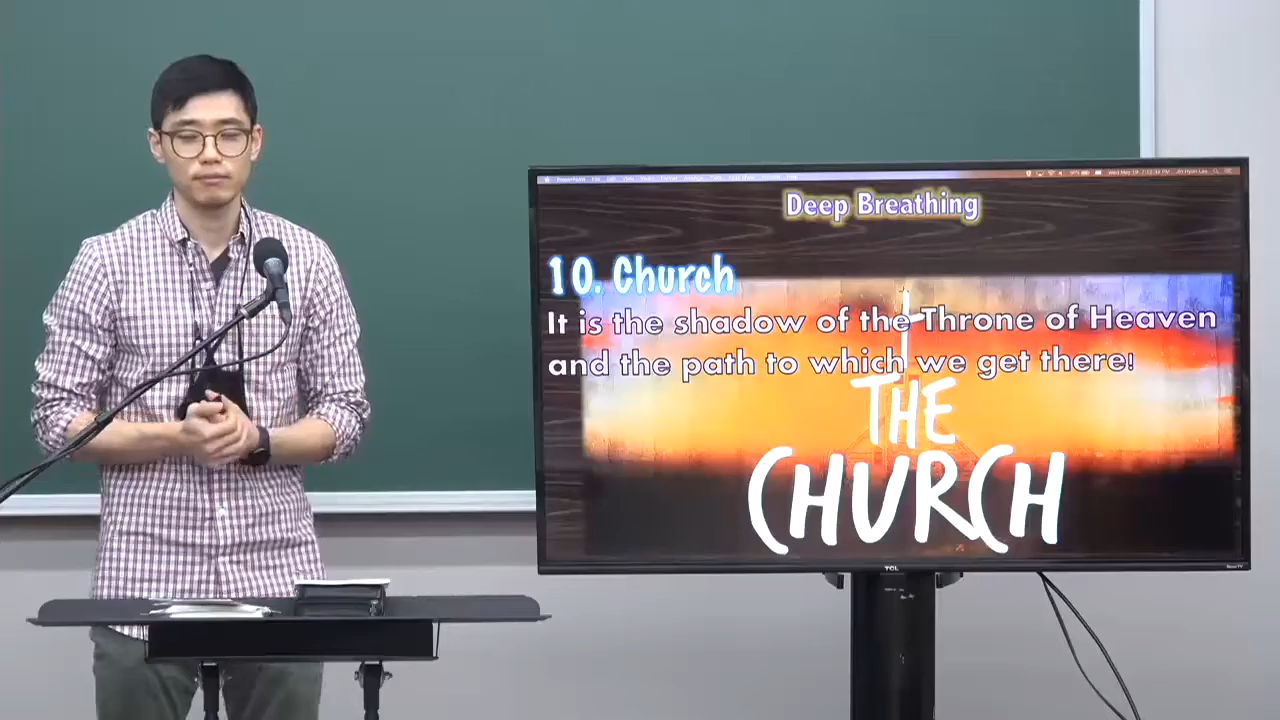 Deep Breathing
10. Church
It is the shadow of the Throne of Heaven
and the path to which we get there!
THE
CHURCH
TCL